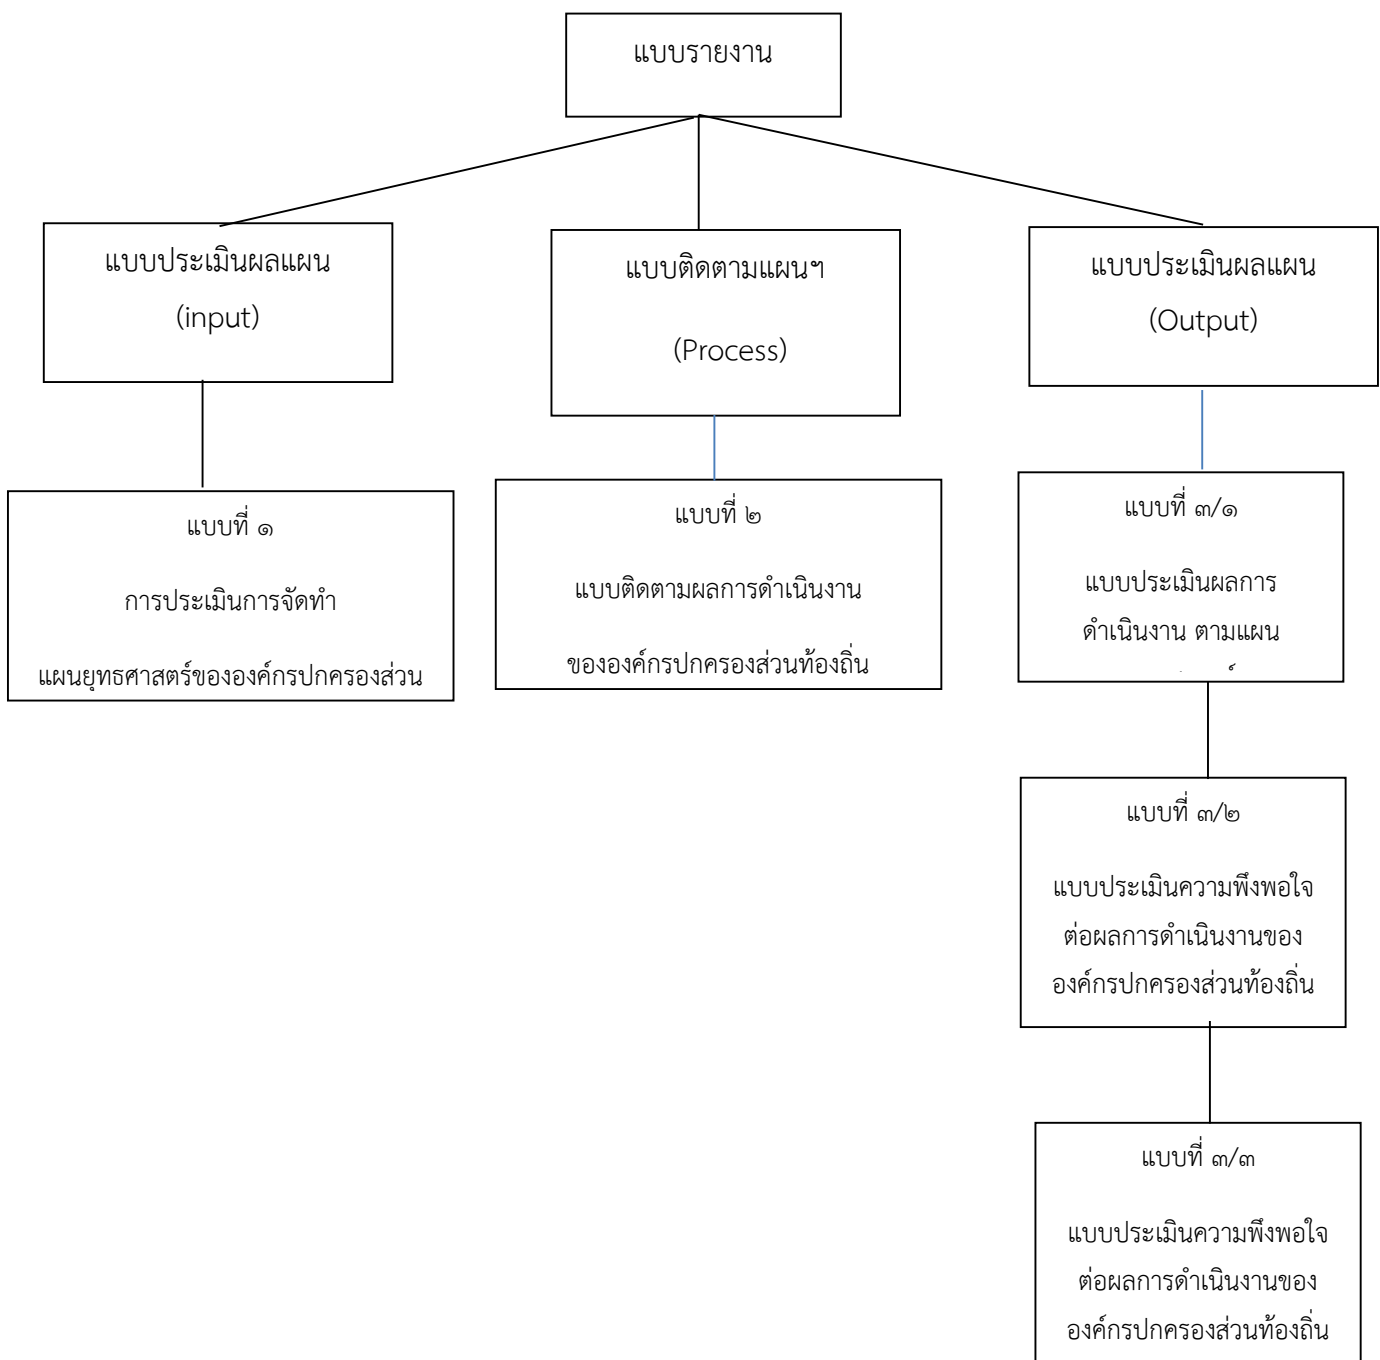 แบบรายงาน
แบบประเมินผลแผน
(input)
แบบติดตามแผนฯ
(Process)
แบบประเมินผลแผน
(Output)
แบบที่ ๑
การประเมินการจัดทำ
แผนยุทธศาสตร์ขององค์กรปกครองส่วน
แบบที่ ๒
แบบติดตามผลการดำเนินงาน
ขององค์กรปกครองส่วนท้องถิ่น
แบบที่ ๓/๑
แบบประเมินผลการ
ดำเนินงาน ตามแผน
แบบที่ ๓/๒
แบบประเมินความพึงพอใจ
ต่อผลการดำเนินงานของ
องค์กรปกครองส่วนท้องถิ่น
แบบที่ ๓/๓
แบบประเมินความพึงพอใจ
ต่อผลการดำเนินงานของ
องค์กรปกครองส่วนท้องถิ่น